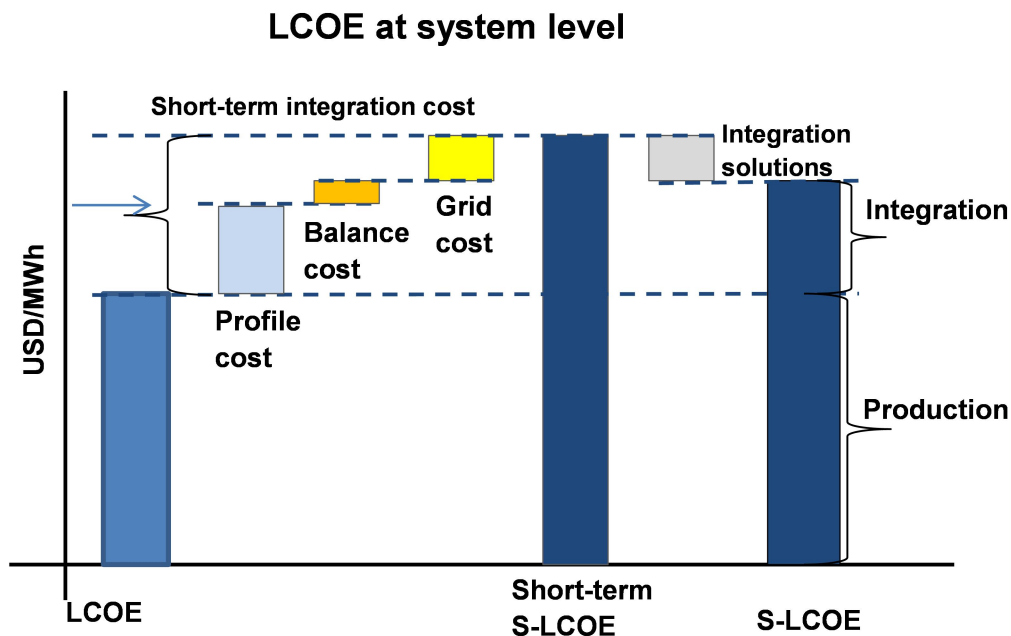 LCOE at system level
Short-term integration cost
Integration
solutions
Integration
Grid
cost
Balance
cost
Profile
cost
USD/MWh
Production
LCOE
Short-term
S-LCOE
S-LCOE